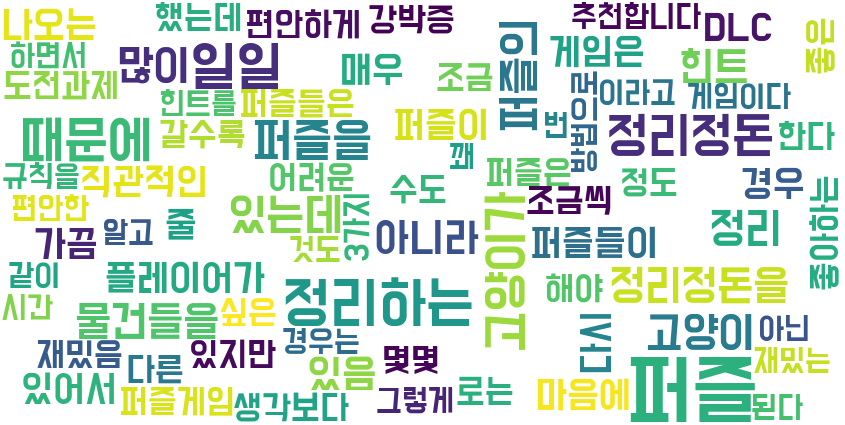 나오는 했는데 편안하게 강박증 추천합니다 DLC 좋은
하면서 많이 일일 매우 조금 퍼즐인 게임은 힌트
도전과제 힌트를 퍼즐들은 이라고 게임이다
때문에 갈수록 퍼즐을 퍼즐이 번 방법으로 정리정돈 한다
규칙을 직관적인 어려운 수도 꽤 퍼즐은 정도 경우
편안한 가끔 알고 줄 있는데 것도 3가지 아니라 고양이가 조금씩 퍼즐들이 정리 좋아하는
같이 플레이어가 정리하는 해야 정리정돈을
시간 물건들을 싶은 다시 고양이 아닌
재밌음 다른 있지만 경우는 몇몇 재밌는
있어서 퍼즐게임 생각보다 있음 그렇게 로는 마음에 퍼즐 된다